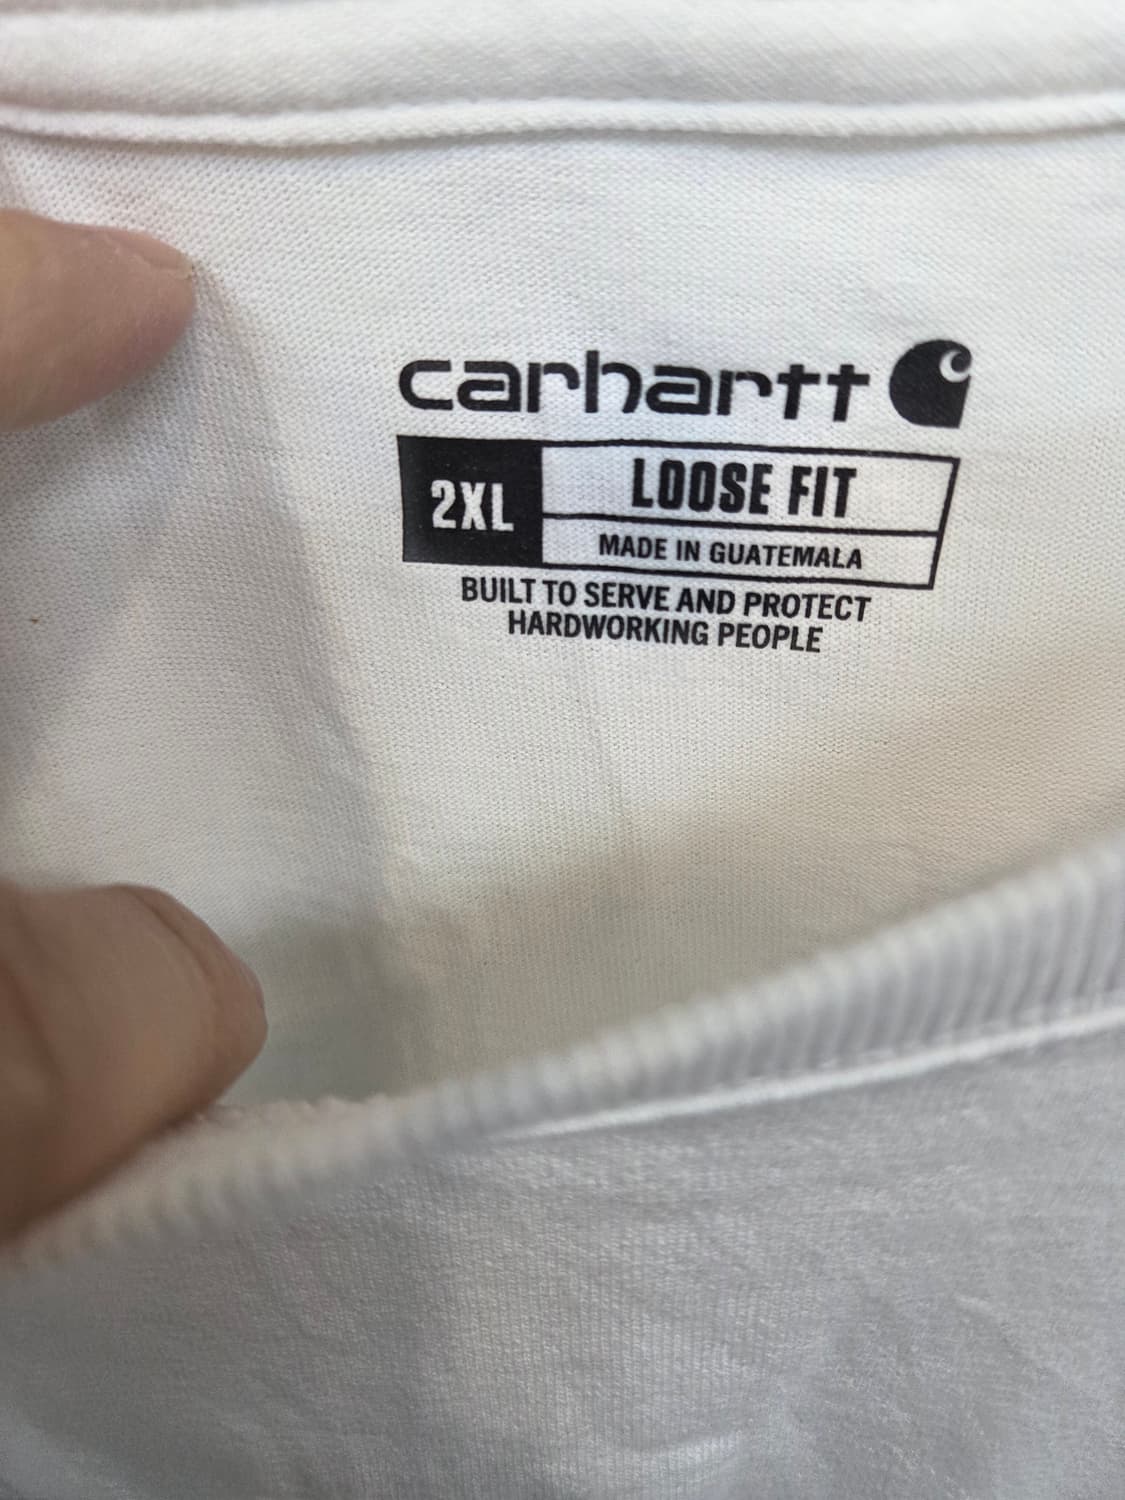 carhartt
2XL
LOOSE FIT
MADE IN GUATEMALA
BUILT TO SERVE AND PROTECT
HARDWORKING PEOPLE